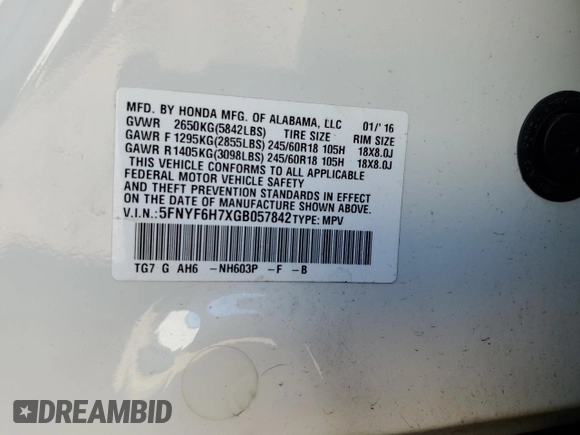 MFD. BY HONDA MFG. OF ALABAMA, LLC 01/'16
GVWR 2650KG(5842LBS) TIRE SIZE RIM SIZE
GAWR F 1295KG(2855LBS) 245/60R18 105H 18X8.0J
GAWR R 1405KG(3098LBS) 245/60R18 105H 18X8.0J
THIS VEHICLE CONFORMS TO ALL APPLICABLE
FEDERAL MOTOR VEHICLE SAFETY
AND THEFT PREVENTION STANDARDS IN EFFECT
ON THE DATE OF MANUFACTURE SHOWN ABOVE.
V.I.N.:5FNYF6H7XGB057842 TYPE: MPV
TG7 G AH6 -NH603P -F -B
DREAMBID